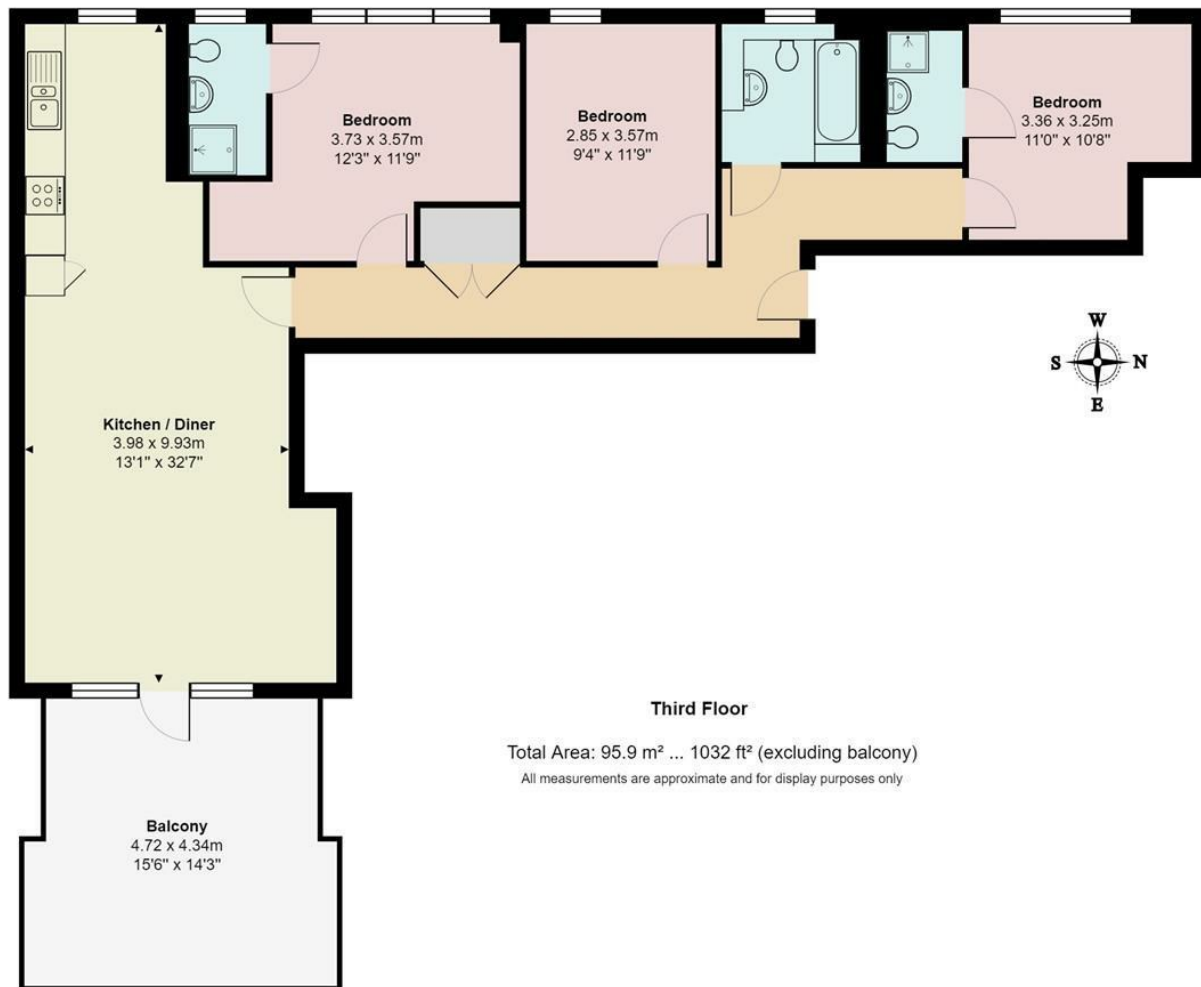 Bedroom
3.73 x 3.57m
12'3" x 11'9"
Bedroom
2.85 x 3.57m
9'4" x 11'9"
Bedroom
3.36 x 3.25m
11'0" x 10'8"
W
S N
E
Kitchen / Diner
3.98 x 9.93m
13'1" x 32'7"
Third Floor
Total Area: 95.9 m² ... 1032 ft² (excluding balcony)
All measurements are approximate and for display purposes only
Balcony
4.72 x 4.34m
15'6" x 14'3"